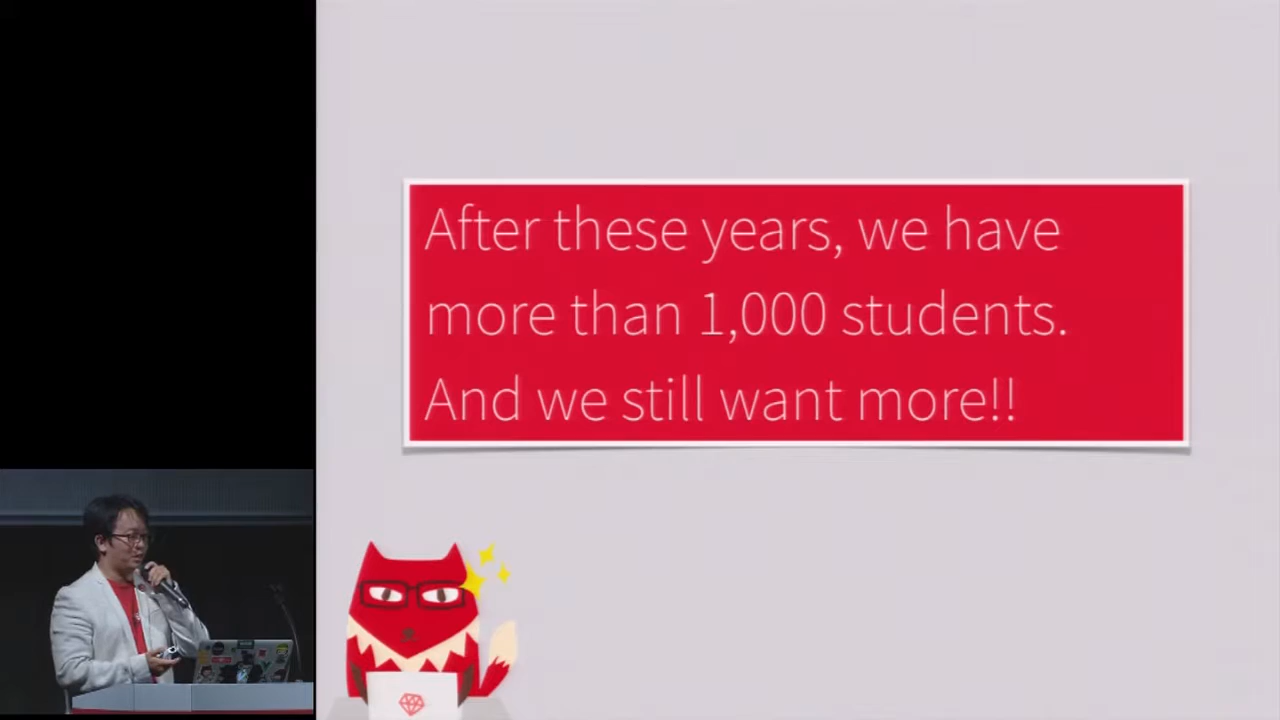 After these years, we have
more than 1,000 students.
And we still want more!!